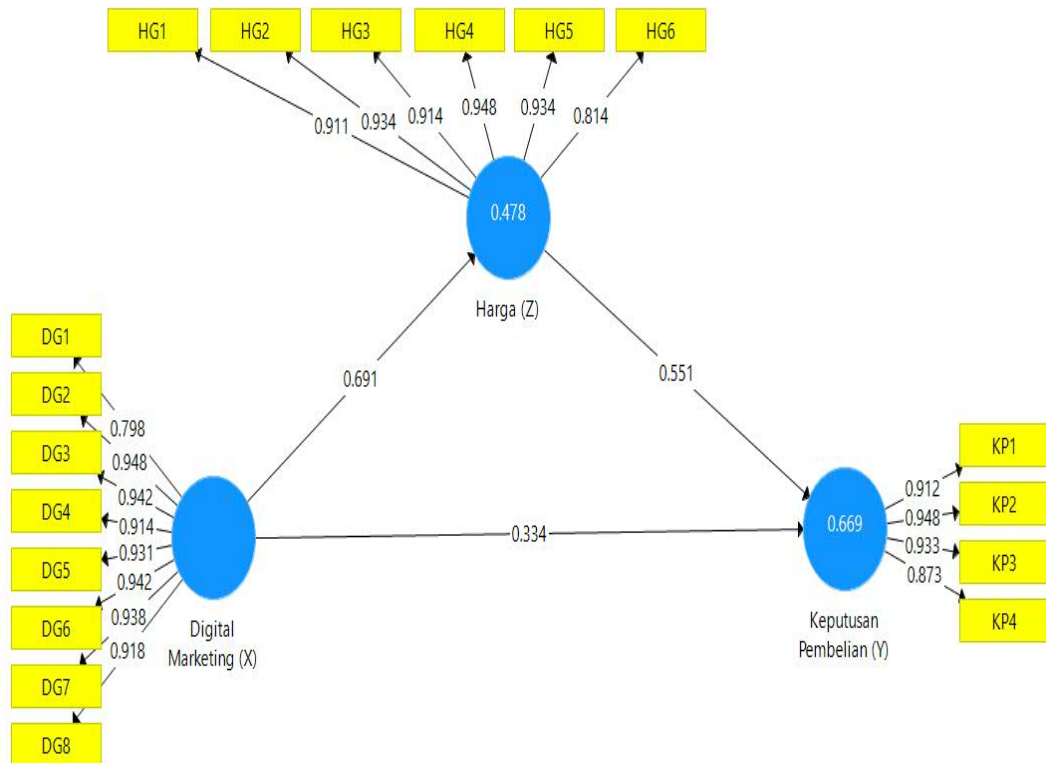 HG1 HG2 HG3 HG4 HG5 HG6
0.911 0.934 0.914 0.948 0.934 0.814
0.478
Harga (Z)
0.691
0.551
DG1
DG2
DG3
DG4
DG5
DG6
DG7
DG8
0.798
0.948
0.942
0.914
0.931
0.942
0.938
0.918
Digital
Marketing (X)
0.334
0.669
Keputusan
Pembelian (Y)
0.912
0.948
0.933
0.873
KP1
KP2
KP3
KP4